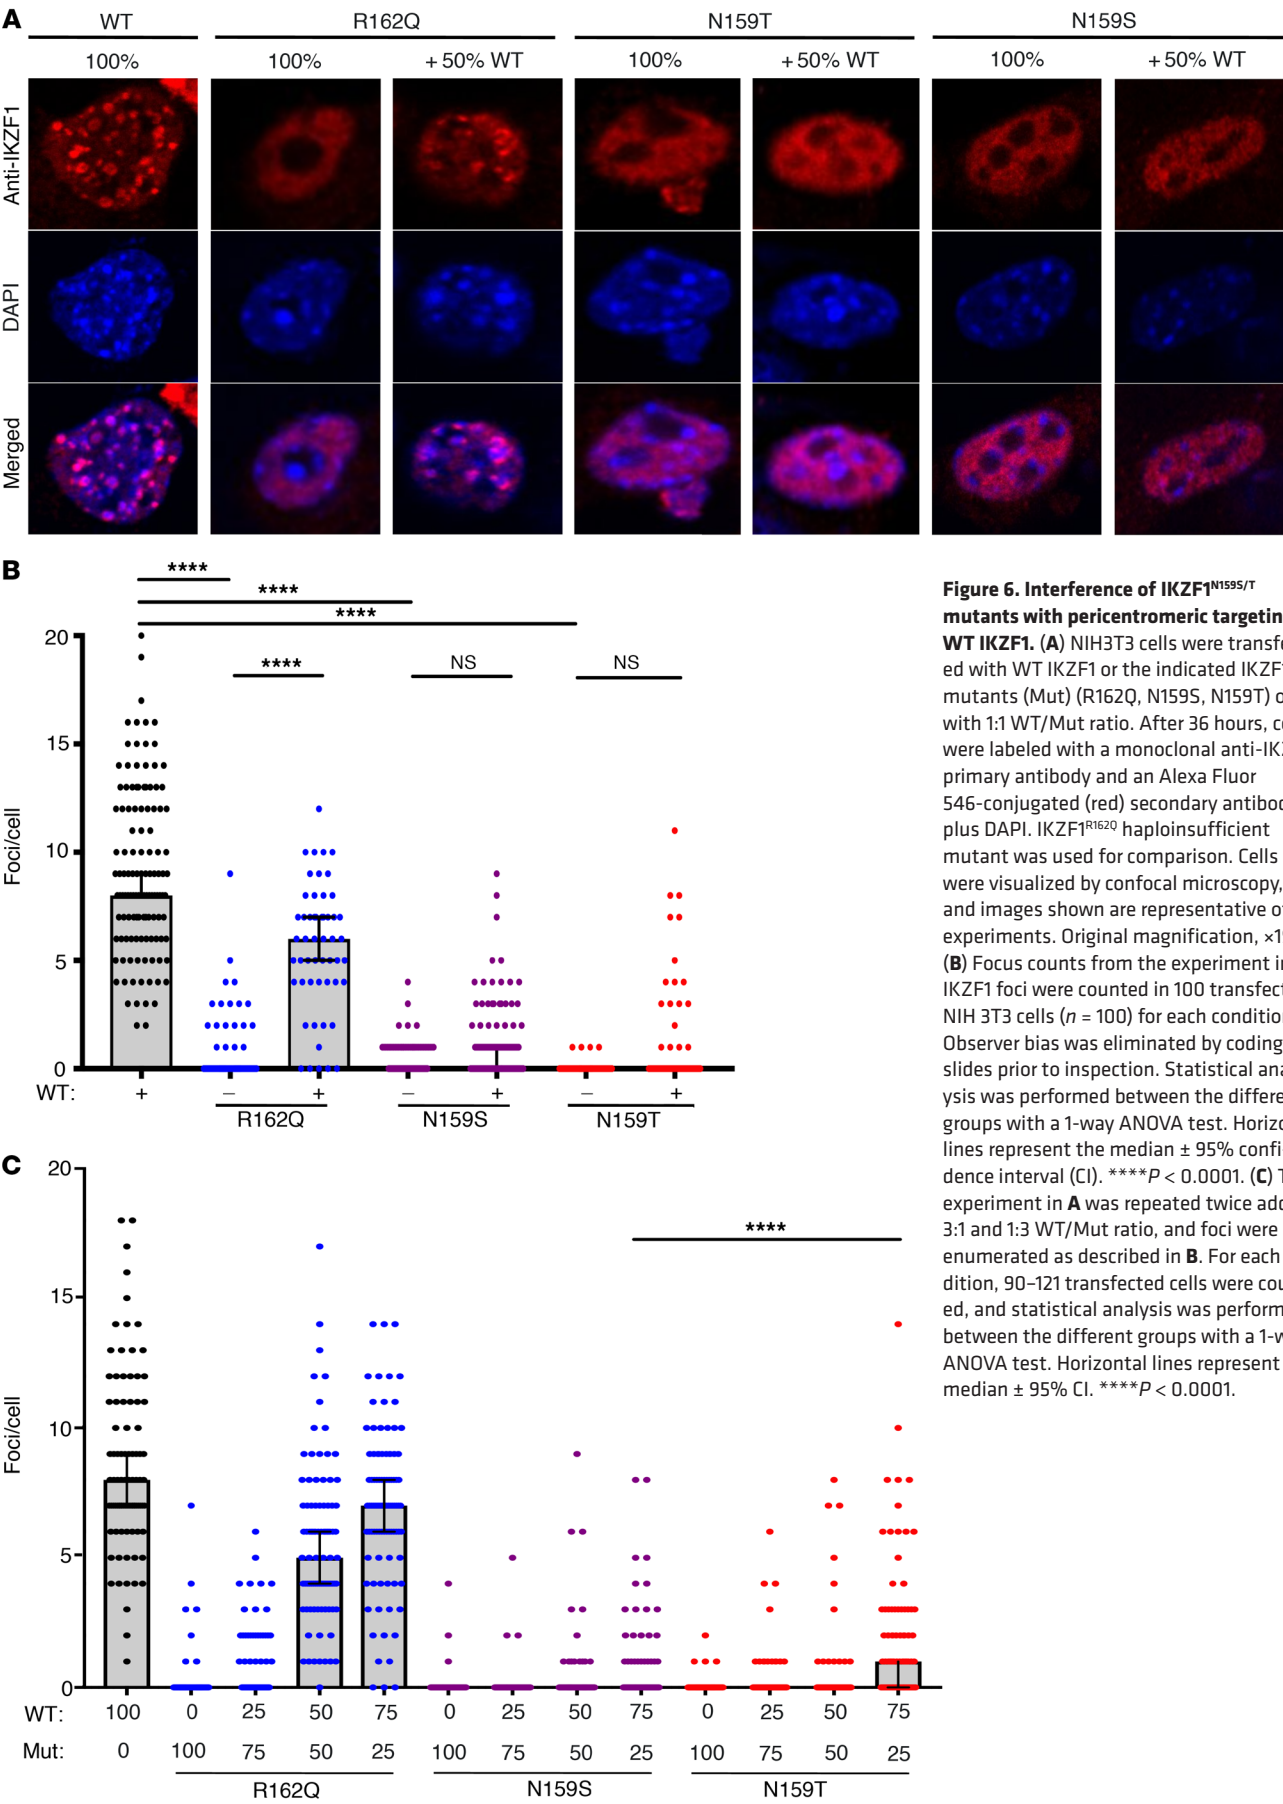 A
WT R162Q N159T N159S
100% 100% +50% WT 100% +50% WT 100% +50% WT
Anti-IKZF1
DAPI
Merged
B
****
****
****
**** NS NS
Foci/cell
20
15
10
5
0
WT: + – + – + – +
R162Q N159S N159T
C
****
Foci/cell
20
15
10
5
0
WT: 100 0 25 50 75 0 25 50 75 0 25 50 75
Mut: 0 100 75 50 25 100 75 50 25 100 75 50 25
R162Q N159S N159T
Figure 6. Interference of IKZF1N159S/T
mutants with pericentromeric targetin
WT IKZF1. (A) NIH3T3 cells were transfe
ed with WT IKZF1 or the indicated IKZF
mutants (Mut) (R162Q, N159S, N159T) o
with 1:1 WT/Mut ratio. After 36 hours, c
were labeled with a monoclonal anti-IK
primary antibody and an Alexa Fluor
546-conjugated (red) secondary antibo
plus DAPI. IKZF1R162Q haploinsufficient
mutant was used for comparison. Cells
were visualized by confocal microscopy,
and images shown are representative o
experiments. Original magnification, ×1
(B) Focus counts from the experiment in
IKZF1 foci were counted in 100 transfect
NIH 3T3 cells (n = 100) for each condition
Observer bias was eliminated by coding
slides prior to inspection. Statistical ana
ysis was performed between the differe
groups with a 1-way ANOVA test. Horizo
lines represent the median ± 95% confi
dence interval (CI). ****P < 0.0001. (C) T
experiment in A was repeated twice add
3:1 and 1:3 WT/Mut ratio, and foci were
enumerated as described in B. For each
dition, 90–121 transfected cells were cou
ed, and statistical analysis was perform
between the different groups with a 1-w
ANOVA test. Horizontal lines represent
median ± 95% CI. ****P < 0.0001.